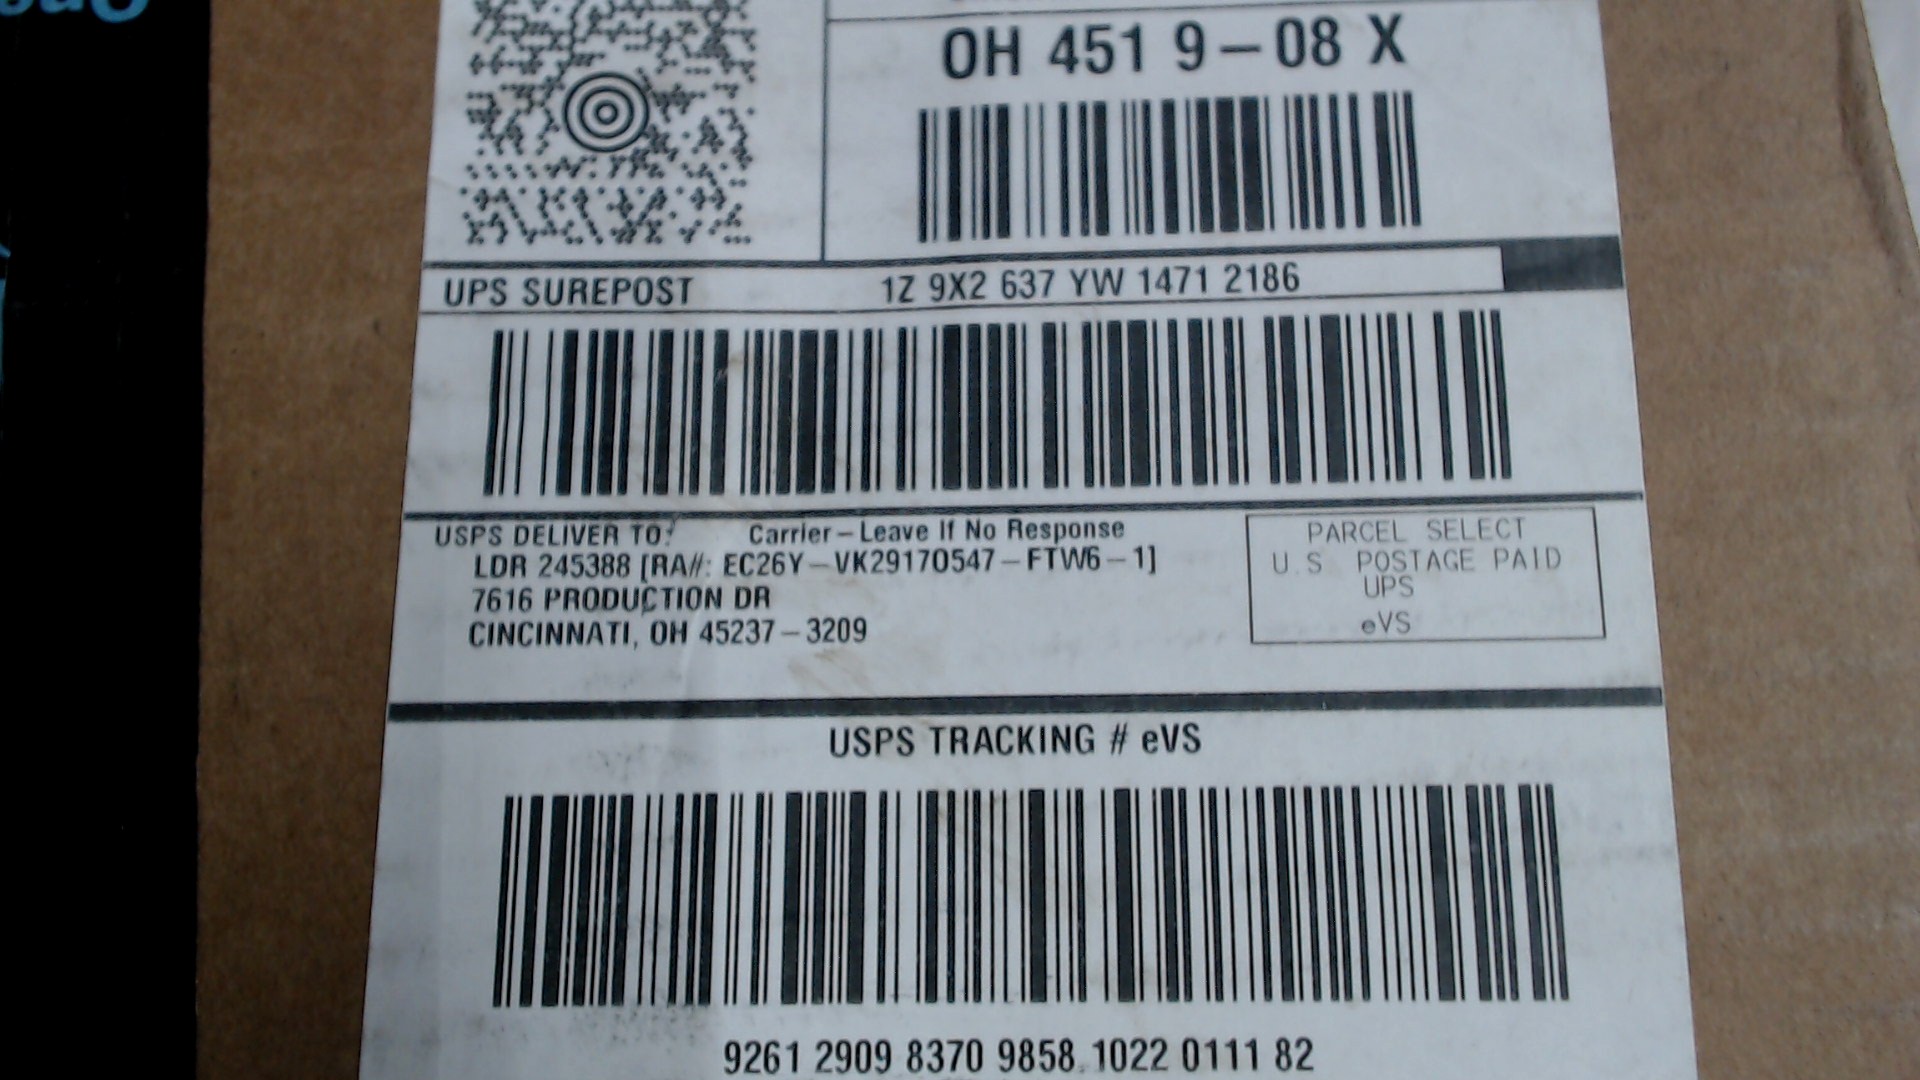 OH 451 9-08 X
UPS SUREPOST 1Z 9X2 637 YW 1471 2186
USPS DELIVER TO: Carrier-Leave If No Response
LDR 245388 [RA#: EC26Y-VK29170547-FTW6-1]
7616 PRODUCTION DR
CINCINNATI, OH 45237-3209
PARCEL SELECT
U.S POSTAGE PAID
UPS
eVS
USPS TRACKING # eVS
9261 2909 8370 9858 1022 0111 82